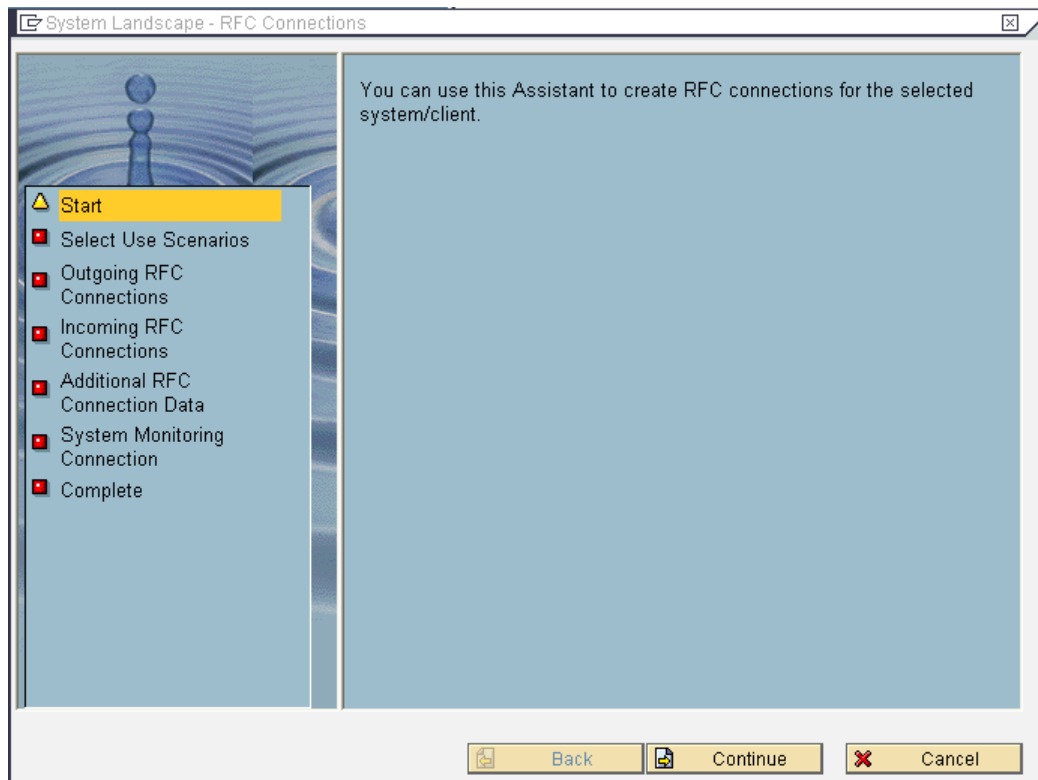 System Landscape - RFC Connections
You can use this Assistant to create RFC connections for the selected
system/client.
Start
Select Use Scenarios
Outgoing RFC
Connections
Incoming RFC
Connections
Additional RFC
Connection Data
System Monitoring
Connection
Complete
Back
Continue
Cancel